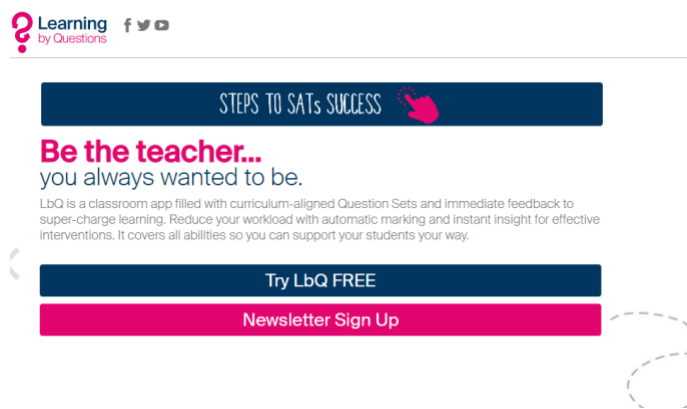 Learning
by Questions
STEPS TO SATs SUCCESS
Be the teacher...
you always wanted to be.
LbQ is a classroom app filled with curriculum-aligned Question Sets and immediate feedback to
super-charge learning. Reduce your workload with automatic marking and instant insight for effective
interventions. It covers all abilities so you can support your students your way.
Try LbQ FREE
Newsletter Sign Up